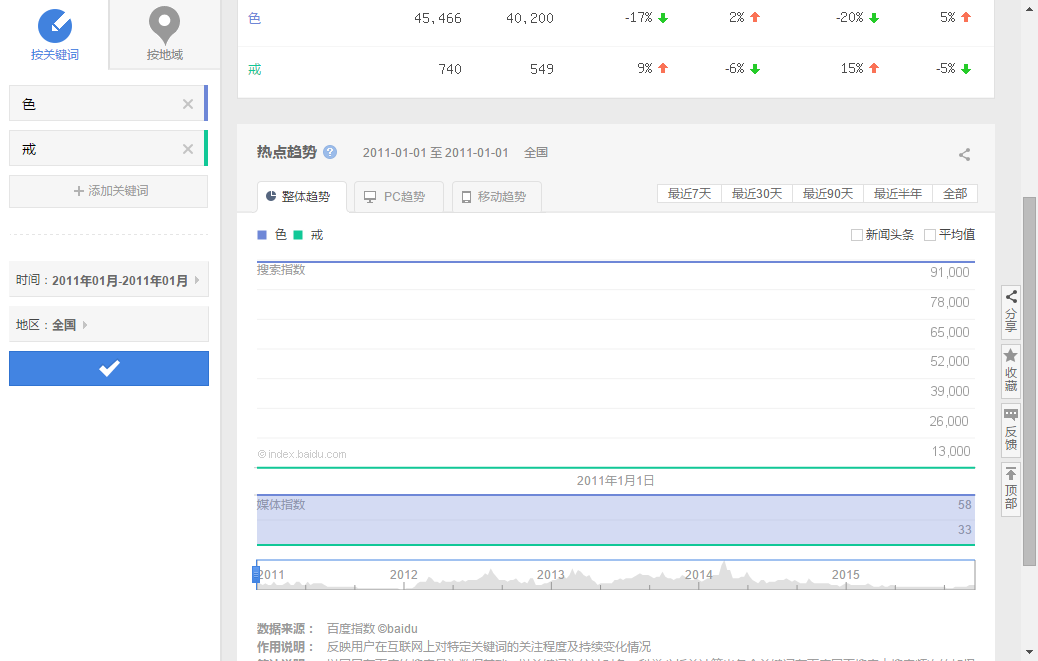 按关键词 按地域
色
戒
添加关键词
时间：2011年01月-2011年01月
地区：全国
色 45,466 40,200 -17% 2% -20% 5%
戒 740 549 9% -6% 15% -5%
热点趋势 ? 2011-01-01 至 2011-01-01 全国
整体趋势 PC趋势 移动趋势 最近7天 最近30天 最近90天 最近半年 全部
色 戒 新闻头条 平均值
搜索指数 91,000
78,000
65,000
52,000
39,000
26,000
©index.baidu.com 13,000
2011年1月1日
媒体指数 58
33
2011 2012 2013 2014 2015
数据来源： 百度指数 ©baidu
作用说明： 反映用户在互联网上对特定关键词的关注程度及持续变化情况
分享
收藏
反馈
顶部